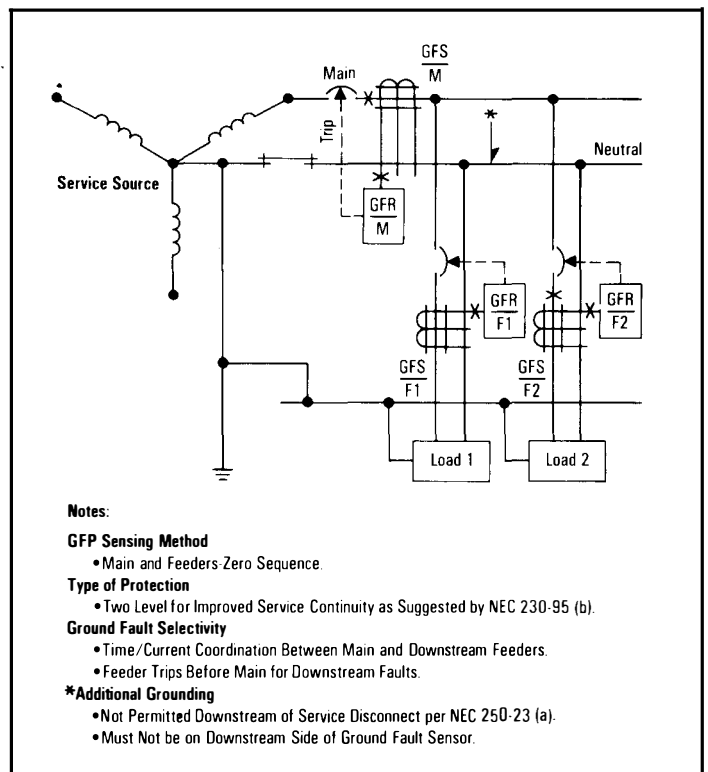 GFS
M
Main
*
Trip
Neutral
Service Source
GFR
M
GFR
F1
GFR
F2
GFS
F1
GFS
F2
Load 1
Load 2
Notes:
GFP Sensing Method
•Main and Feeders-Zero Sequence.
Type of Protection
•Two Level for Improved Service Continuity as Suggested by NEC 230-95 (b).
Ground Fault Selectivity
•Time/Current Coordination Between Main and Downstream Feeders.
•Feeder Trips Before Main for Downstream Faults.
*Additional Grounding
•Not Permitted Downstream of Service Disconnect per NEC 250-23 (a).
•Must Not be on Downstream Side of Ground Fault Sensor.